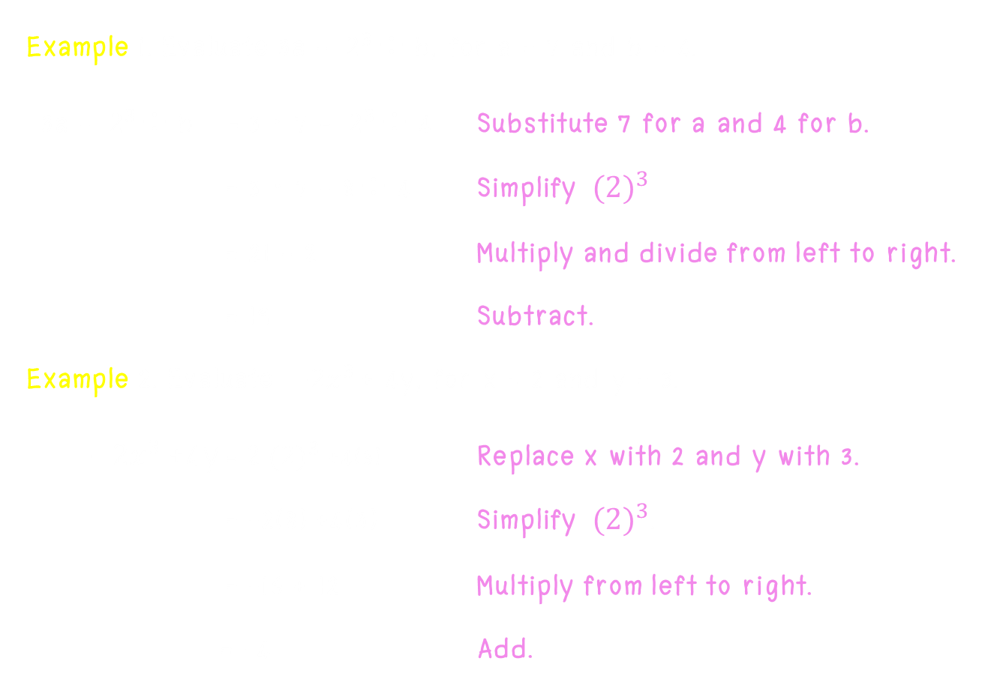 Example
Substitute 7 for a and 4 for b.
Simplify (2)³
Multiply and divide from left to right.
Subtract.
Example
Replace x with 2 and y with 3.
Simplify (2)³
Multiply from left to right.
Add.